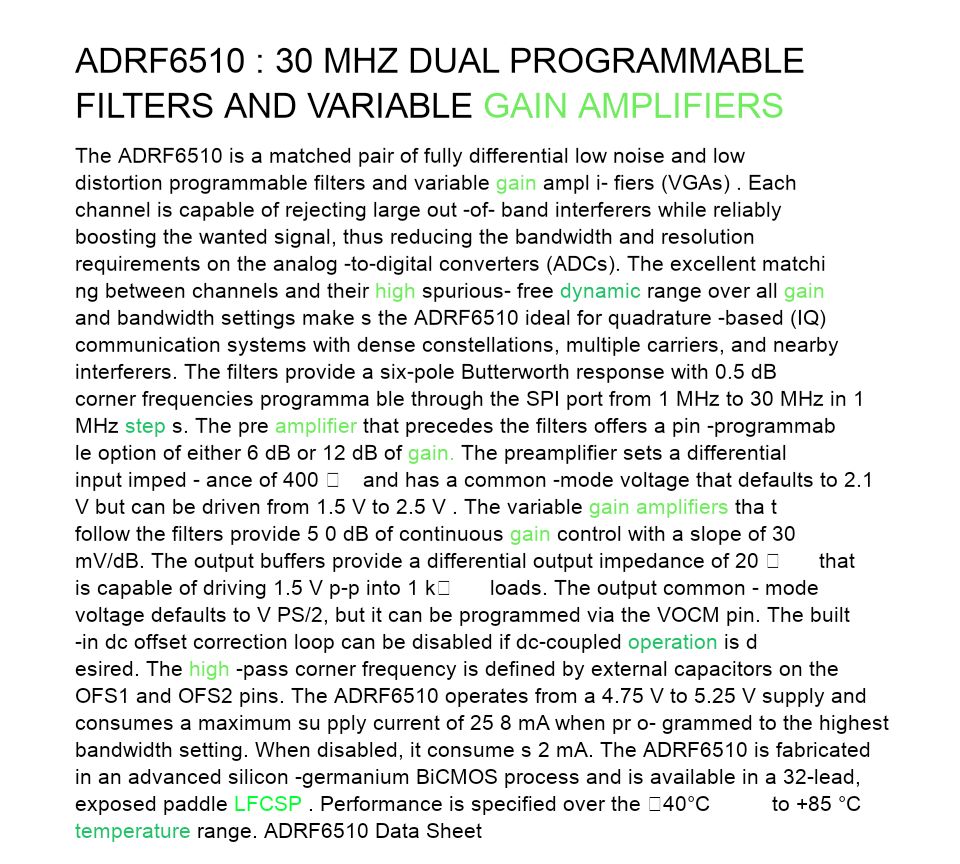 ADRF6510 : 30 MHZ DUAL PROGRAMMABLE
FILTERS AND VARIABLE GAIN AMPLIFIERS
The ADRF6510 is a matched pair of fully differential low noise and low
distortion programmable filters and variable gain ampl i- fiers (VGAs) . Each
channel is capable of rejecting large out -of- band interferers while reliably
boosting the wanted signal, thus reducing the bandwidth and resolution
requirements on the analog -to-digital converters (ADCs). The excellent matchi
ng between channels and their high spurious- free dynamic range over all gain
and bandwidth settings make s the ADRF6510 ideal for quadrature -based (IQ)
communication systems with dense constellations, multiple carriers, and nearby
interferers. The filters provide a six-pole Butterworth response with 0.5 dB
corner frequencies programma ble through the SPI port from 1 MHz to 30 MHz in 1
MHz step s. The pre amplifier that precedes the filters offers a pin -programmab
le option of either 6 dB or 12 dB of gain. The preamplifier sets a differential
input imped - ance of 400 □ and has a common -mode voltage that defaults to 2.1
V but can be driven from 1.5 V to 2.5 V . The variable gain amplifiers tha t
follow the filters provide 5 0 dB of continuous gain control with a slope of 30
mV/dB. The output buffers provide a differential output impedance of 20 □ that
is capable of driving 1.5 V p-p into 1 k□ loads. The output common - mode
voltage defaults to V PS/2, but it can be programmed via the VOCM pin. The built
-in dc offset correction loop can be disabled if dc-coupled operation is d
esired. The high -pass corner frequency is defined by external capacitors on the
OFS1 and OFS2 pins. The ADRF6510 operates from a 4.75 V to 5.25 V supply and
consumes a maximum su pply current of 25 8 mA when pr o- grammed to the highest
bandwidth setting. When disabled, it consume s 2 mA. The ADRF6510 is fabricated
in an advanced silicon -germanium BiCMOS process and is available in a 32-lead,
exposed paddle LFCSP . Performance is specified over the □40°C to +85 °C
temperature range. ADRF6510 Data Sheet